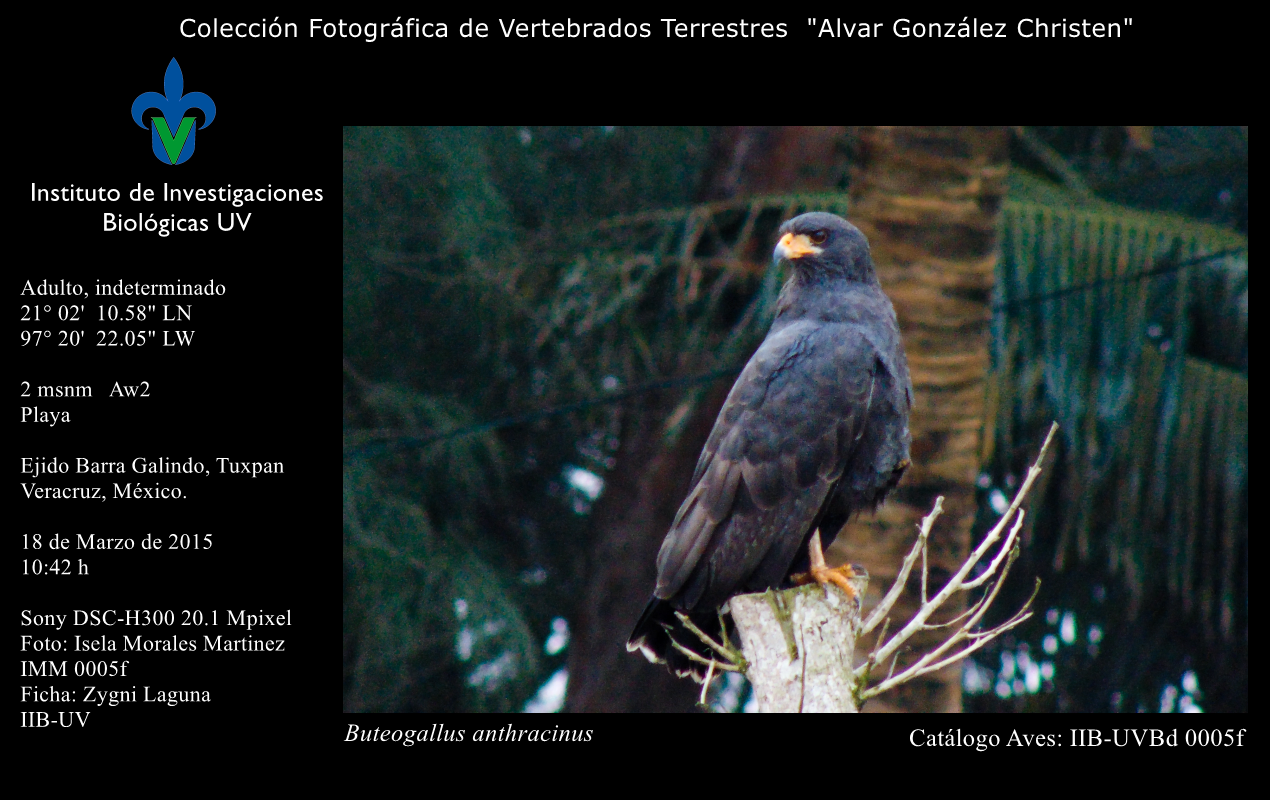 Colección Fotográfica de Vertebrados Terrestres "Alvar González Christen"
Instituto de Investigaciones
Biológicas UV
Adulto, indeterminado
21° 02' 10.58" LN
97° 20' 22.05" LW
2 msnm Aw2
Playa
Ejido Barra Galindo, Tuxpan
Veracruz, México.
18 de Marzo de 2015
10:42 h
Sony DSC-H300 20.1 Mpixel
Foto: Isela Morales Martinez
IMM 0005f
Ficha: Zygni Laguna
IIB-UV
Buteogallus anthracinus
Catálogo Aves: IIB-UVBd 0005f